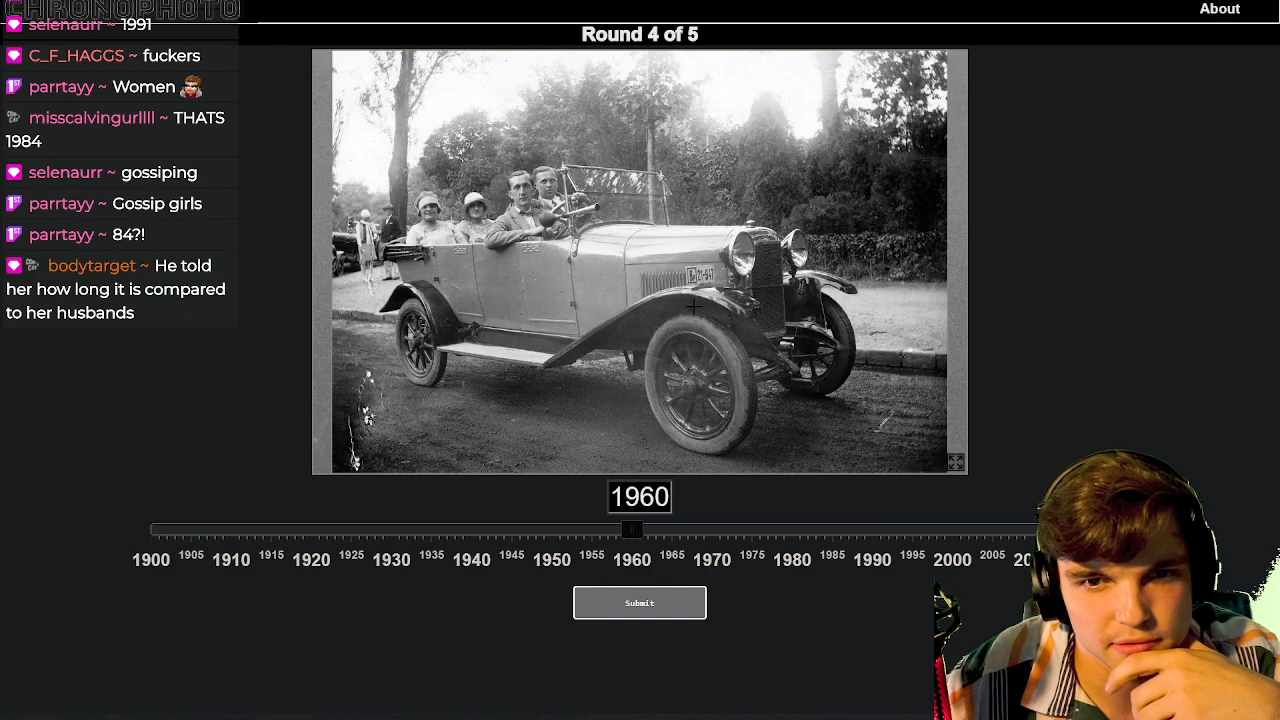 CHRONOPHOTO
About
Round 4 of 5
selenaurr ~ 1991
C_F_HAGGS ~ fuckers
parrtayy ~ Women
misscalvingurllll ~ THATS
1984
selenaurr ~ gossiping
parrtayy ~ Gossip girls
parrtayy ~ 84?!
bodytarget ~ He told
her how long it is compared
to her husbands
1960
1900 1905 1910 1915 1920 1925 1930 1935 1940 1945 1950 1955 1960 1965 1970 1975 1980 1985 1990 1995 2000 2005
Submit